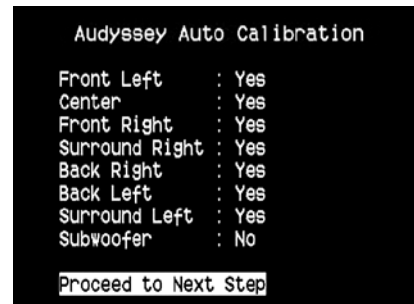 Audyssey Auto Calibration
Front Left : Yes
Center : Yes
Front Right : Yes
Surround Right : Yes
Back Right : Yes
Back Left : Yes
Surround Left : Yes
Subwoofer : No
Proceed to Next Step